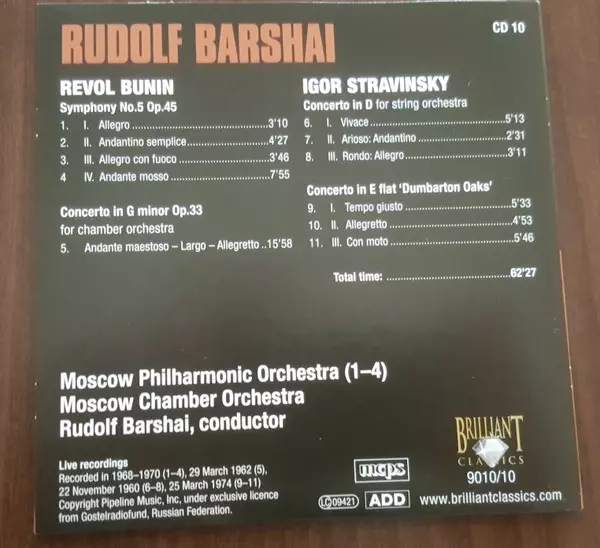 RUDOLF BARSHAI
CD 10
REVOL BUNIN
Symphony No.5 Op.45
1. I. Allegro ... 3'10
2. II. Andantino semplice ... 4'27
3. III. Allegro con fuoco ... 3'46
4 IV. Andante mosso ... 7'55
Concerto in G minor Op.33
for chamber orchestra
5. Andante maestoso – Largo – Allegretto ..15'58
IGOR STRAVINSKY
Concerto in D for string orchestra
6. I. Vivace ... 5'13
7. II. Arioso: Andantino ... 2'31
8. III. Rondo: Allegro ... 3'11
Concerto in E flat 'Dumbarton Oaks'
9. I. Tempo giusto ... 5'33
10. II. Allegretto ... 4'53
11. III. Con moto ... 5'46
Total time: ... 62'27
Moscow Philharmonic Orchestra (1–4)
Moscow Chamber Orchestra
Rudolf Barshai, conductor
Live recordings
Recorded in 1968–1970 (1–4), 29 March 1962 (5),
22 November 1960 (6–8), 25 March 1974 (9–11)
Copyright Pipeline Music, Inc, under exclusive licence
from Gostelradiofund, Russian Federation.
mcps
LC 09421
ADD
BRILLIANT
CLASSICS
9010/10
www.brilliantclassics.com